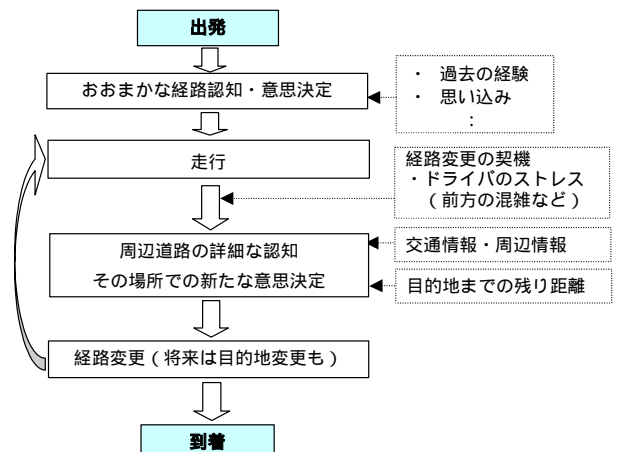 出発
おおまかな経路認知・意思決定
・ 過去の経験
・ 思い込み
：
走行
経路変更の契機
・ドライバのストレス
（前方の混雑など）
周辺道路の詳細な認知
その場所での新たな意思決定
交通情報・周辺情報
目的地までの残り距離
経路変更（将来は目的地変更も）
到着